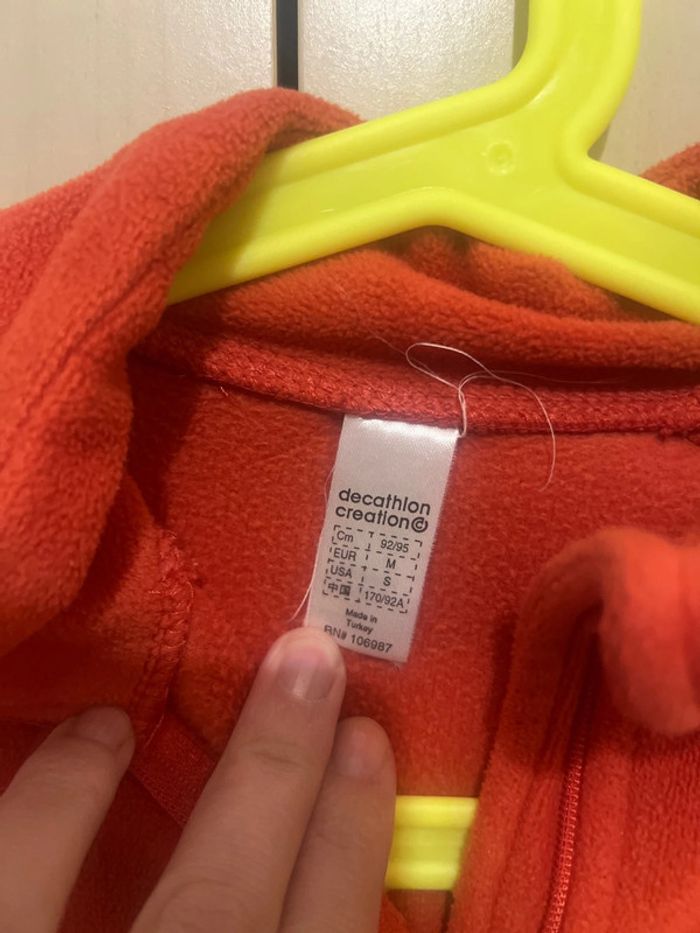 decathlon
creation©
Cm 92/95
EUR M
USA S
中国 170/92A
Made in
Turkey
RN# 106987